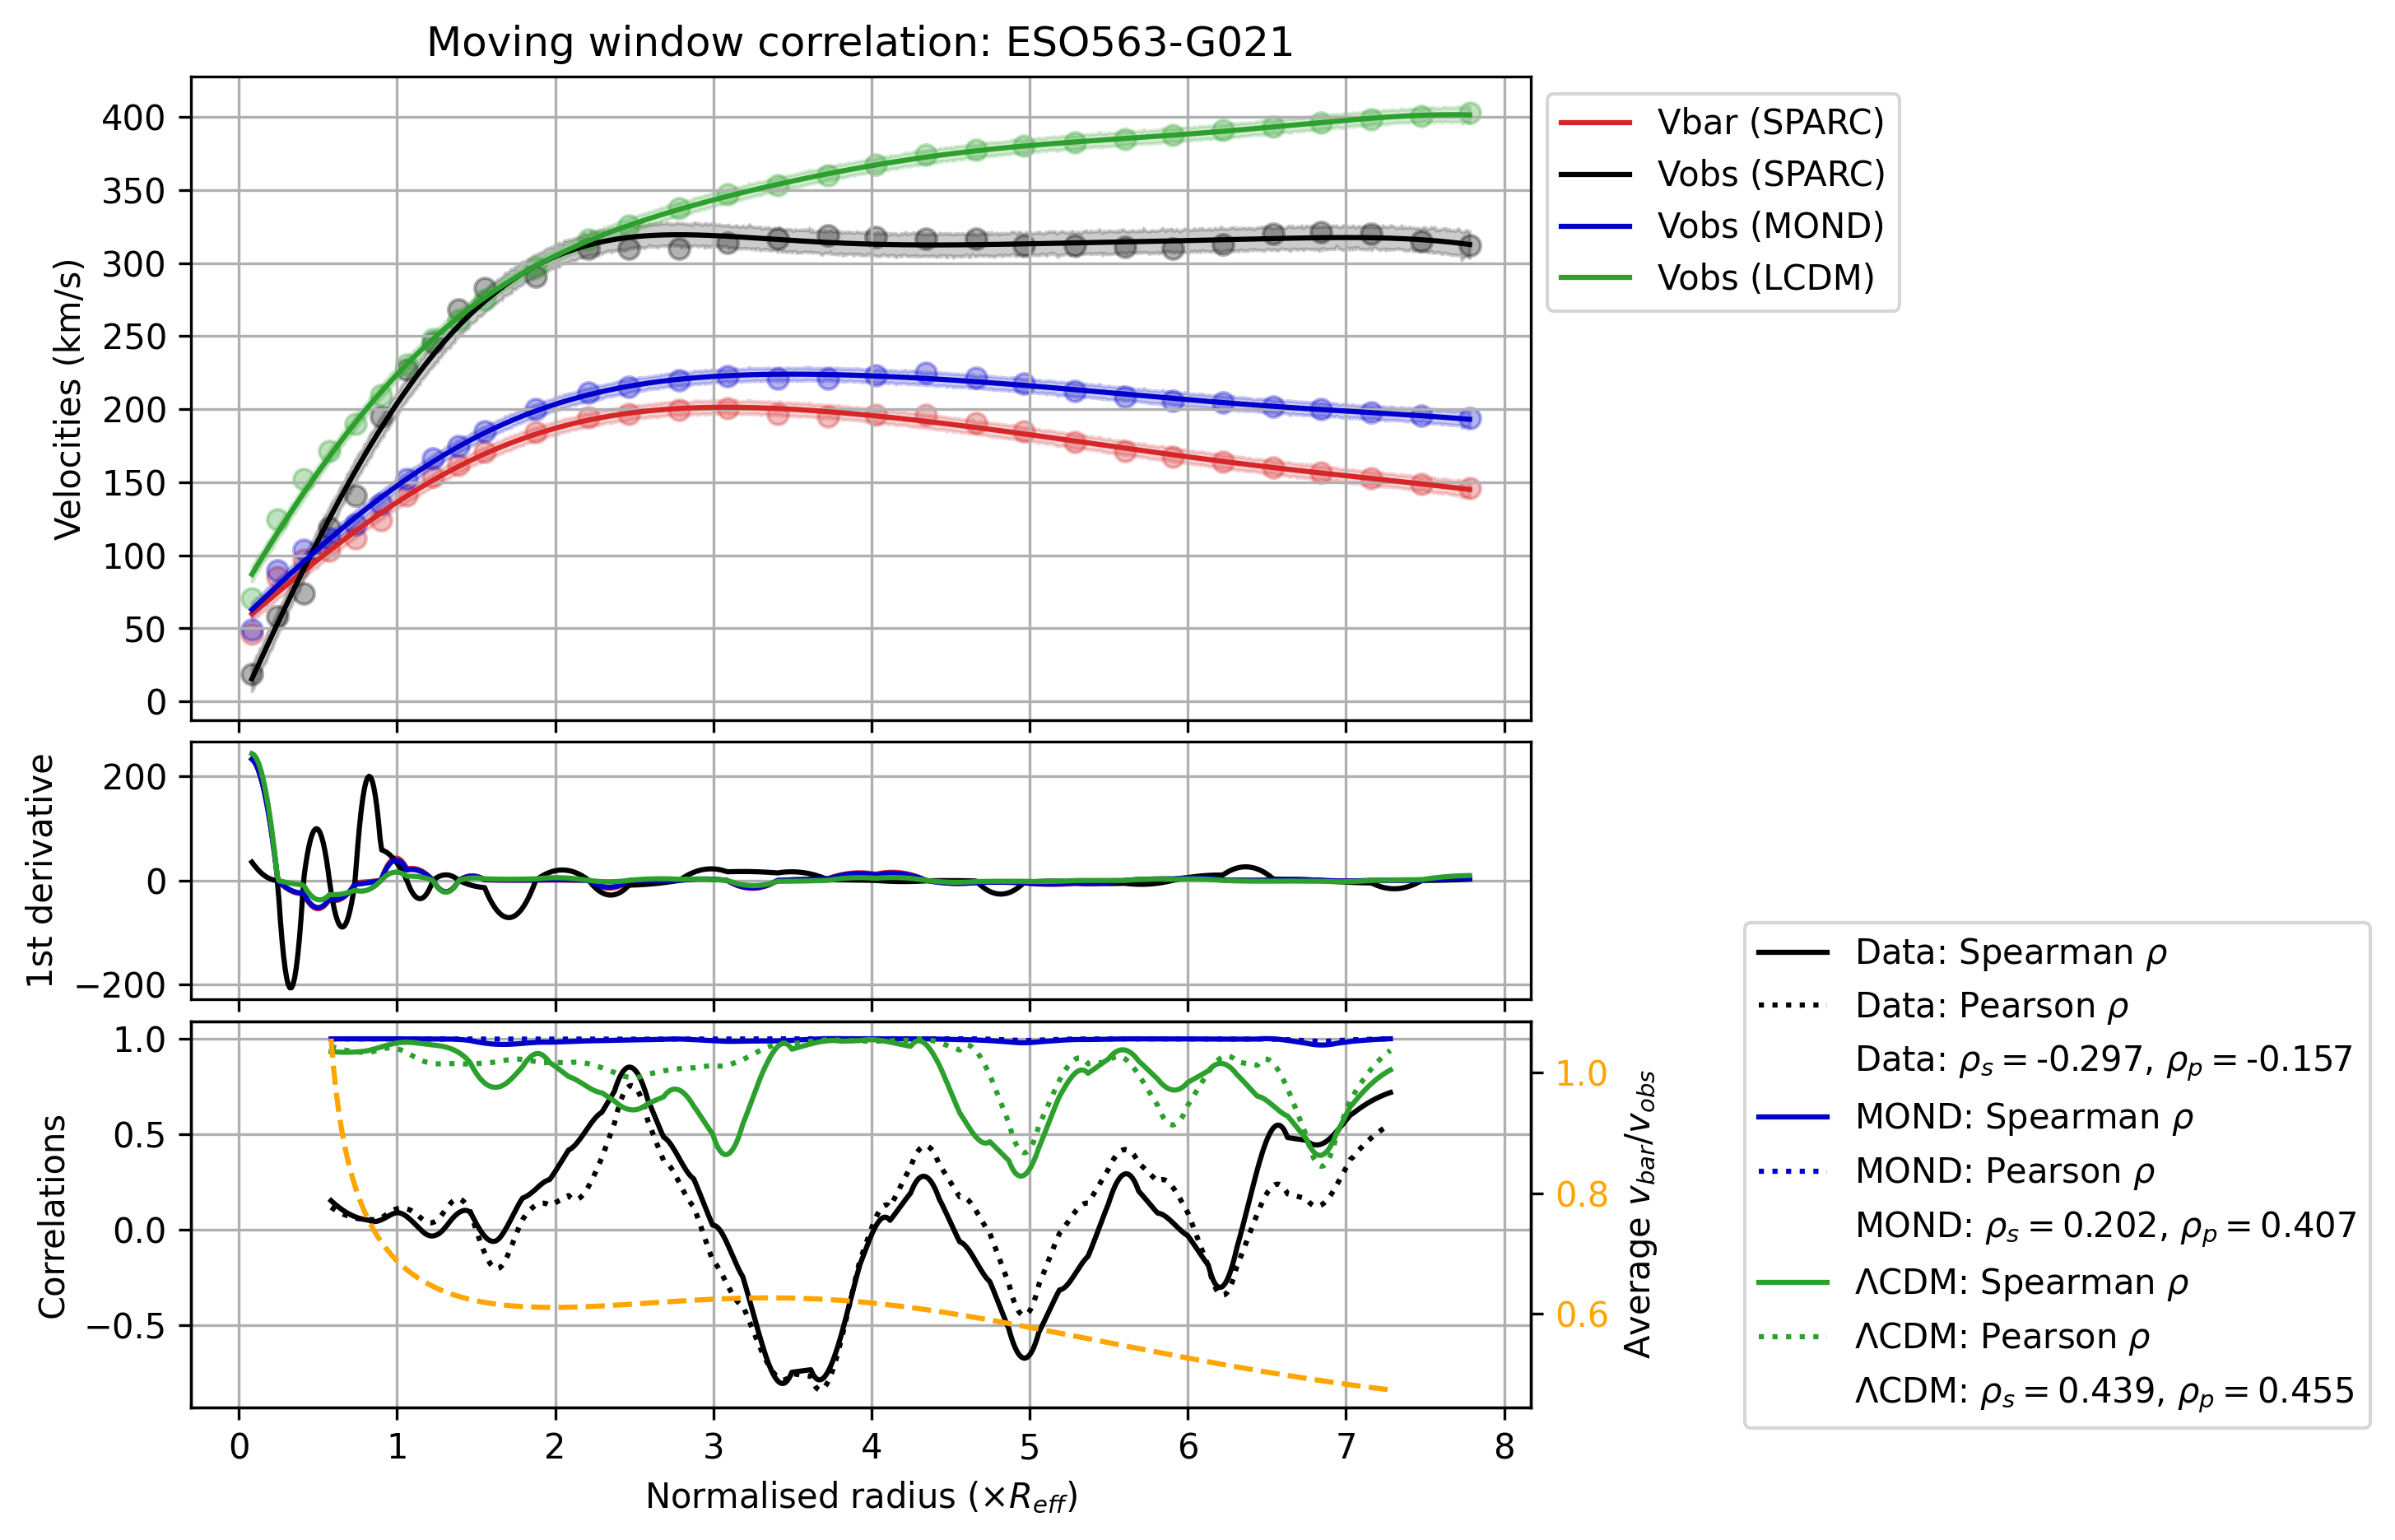 Moving window correlation: ESO563-G021
Velocities (km/s)
400
350
300
250
200
150
100
50
0
Vbar (SPARC)
Vobs (SPARC)
Vobs (MOND)
Vobs (LCDM)
1st derivative
200
0
−200
Correlations
1.0
0.5
0.0
−0.5
1.0
0.8
0.6
Average v_bar/v_obs
0 1 2 3 4 5 6 7 8
Normalised radius (×R_eff)
Data: Spearman ρ
Data: Pearson ρ
Data: ρ_s = -0.297, ρ_p = -0.157
MOND: Spearman ρ
MOND: Pearson ρ
MOND: ρ_s = 0.202, ρ_p = 0.407
ΛCDM: Spearman ρ
ΛCDM: Pearson ρ
ΛCDM: ρ_s = 0.439, ρ_p = 0.455